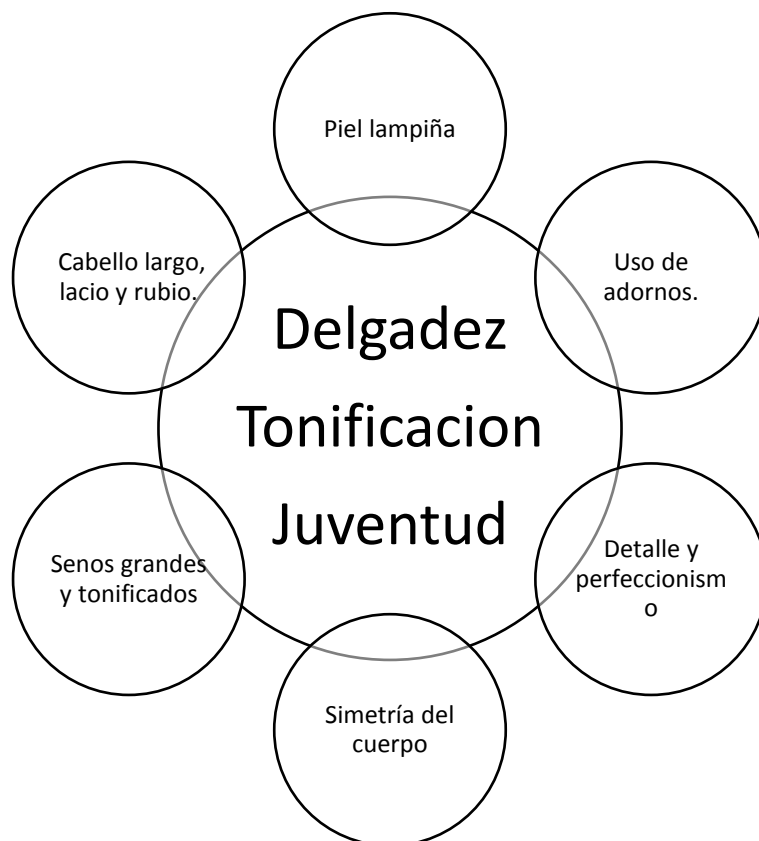 Piel lampiña
Cabello largo,
lacio y rubio.
Uso de
adornos.
Delgadez
Tonificacion
Juventud
Senos grandes
y tonificados
Detalle y
perfeccionism
o
Simetría del
cuerpo